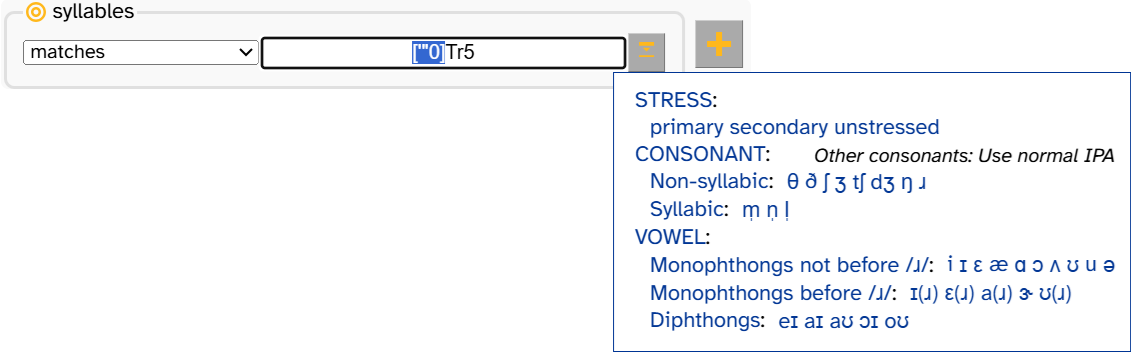 syllables
matches ['"0]Tr5
STRESS:
primary secondary unstressed
CONSONANT: Other consonants: Use normal IPA
Non-syllabic: θ ð ʃ ʒ tʃ dʒ ŋ ɹ
Syllabic: m̩ n̩ l̩
VOWEL:
Monophthongs not before /ɹ/: i ɪ ɛ æ ɑ ɔ ʌ ʊ u ə
Monophthongs before /ɹ/: ɪ(ɹ) ɛ(ɹ) a(ɹ) ɝ ʊ(ɹ)
Diphthongs: eɪ aɪ aʊ ɔɪ oʊ